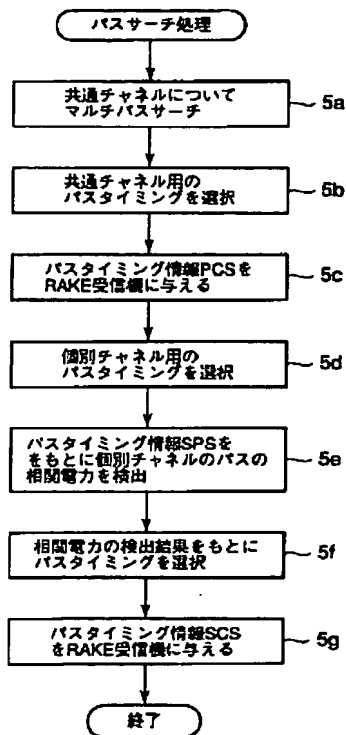 パスサーチ処理
共通チャネルについて
マルチパスサーチ
5a
共通チャネル用の
パスタイミングを選択
5b
パスタイミング情報PCSを
RAKE受信機に与える
5c
個別チャネル用の
パスタイミングを選択
5d
パスタイミング情報SPSを
をもとに個別チャネルのパスの
相関電力を検出
5e
相関電力の検出結果をもとに
パスタイミングを選択
5f
パスタイミング情報SCS
をRAKE受信機に与える
5g
終了